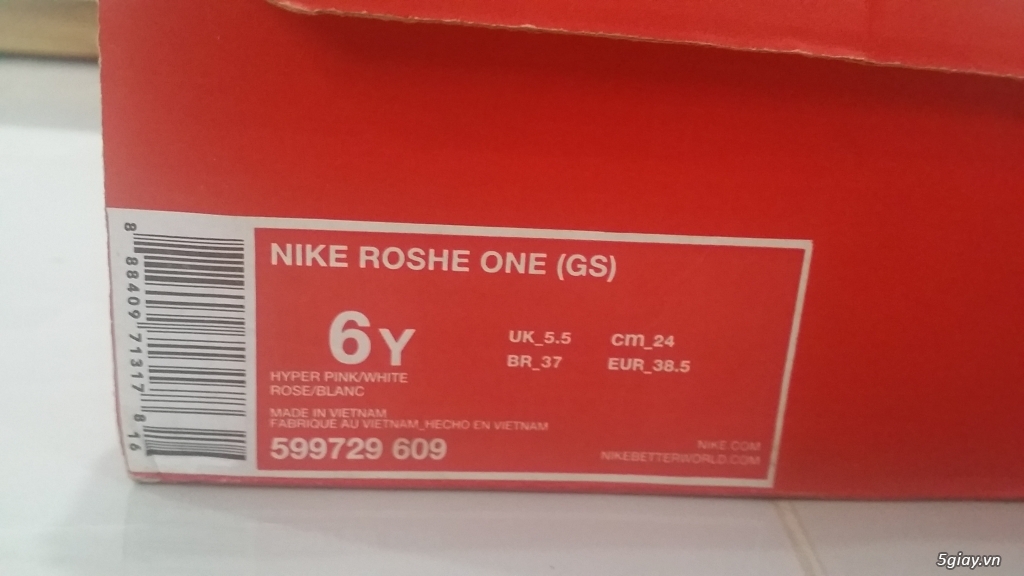 NIKE ROSHE ONE (GS)
6Y
UK_5.5 cm_24
BR_37 EUR_38.5
HYPER PINK/WHITE
ROSE/BLANC
MADE IN VIETNAM
FABRIQUÉ AU VIETNAM_HECHO EN VIETNAM
599729 609
NIKE.COM
NIKEBETTERWORLD.COM
8 88409 71317 8 16
5giay.vn